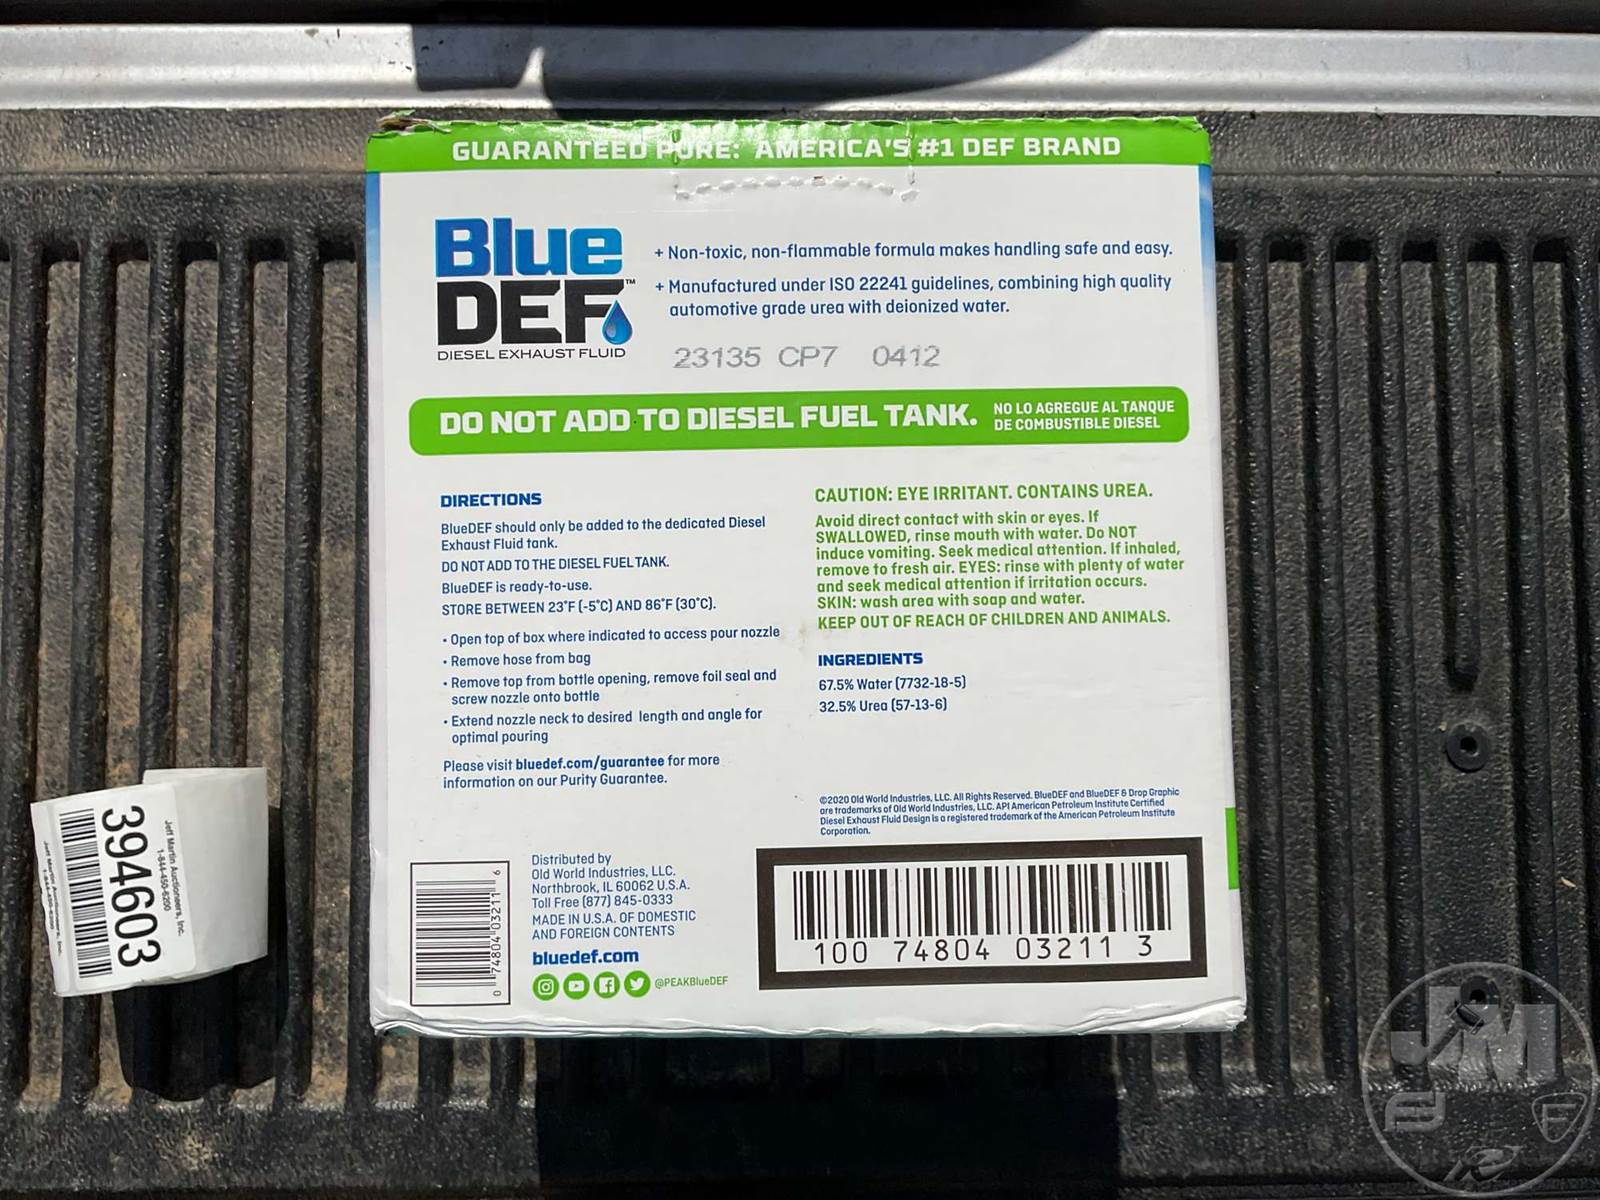 GUARANTEED PURE: AMERICA'S #1 DEF BRAND
Blue
DEF™
DIESEL EXHAUST FLUID
+ Non-toxic, non-flammable formula makes handling safe and easy.
+ Manufactured under ISO 22241 guidelines, combining high quality
automotive grade urea with deionized water.
23135 CP7 0412
DO NOT ADD TO DIESEL FUEL TANK.
NO LO AGREGUE AL TANQUE
DE COMBUSTIBLE DIESEL
DIRECTIONS
BlueDEF should only be added to the dedicated Diesel
Exhaust Fluid tank.
DO NOT ADD TO THE DIESEL FUEL TANK.
BlueDEF is ready-to-use.
STORE BETWEEN 23°F (-5°C) AND 86°F (30°C).
• Open top of box where indicated to access pour nozzle
• Remove hose from bag
• Remove top from bottle opening, remove foil seal and
screw nozzle onto bottle
• Extend nozzle neck to desired length and angle for
optimal pouring
Please visit bluedef.com/guarantee for more
information on our Purity Guarantee.
CAUTION: EYE IRRITANT. CONTAINS UREA.
Avoid direct contact with skin or eyes. If
SWALLOWED, rinse mouth with water. Do NOT
induce vomiting. Seek medical attention. If inhaled,
remove to fresh air. EYES: rinse with plenty of water
and seek medical attention if irritation occurs.
SKIN: wash area with soap and water.
KEEP OUT OF REACH OF CHILDREN AND ANIMALS.
INGREDIENTS
67.5% Water (7732-18-5)
32.5% Urea (57-13-6)
©2020 Old World Industries, LLC. All Rights Reserved. BlueDEF and BlueDEF & Drop Graphic
are trademarks of Old World Industries, LLC. API American Petroleum Institute Certified
Diesel Exhaust Fluid Design is a registered trademark of the American Petroleum Institute
Corporation.
0 74804 03211 6
Distributed by
Old World Industries, LLC.
Northbrook, IL 60062 U.S.A.
Toll Free (877) 845-0333
MADE IN U.S.A. OF DOMESTIC
AND FOREIGN CONTENTS
bluedef.com
@PEAKBlueDEF
100 74804 03211 3
Jeff Martin Auctioneers, Inc.
1-844-450-6200
394603
Jeff Martin Auctioneers, Inc.
1-844-450-6200
JM